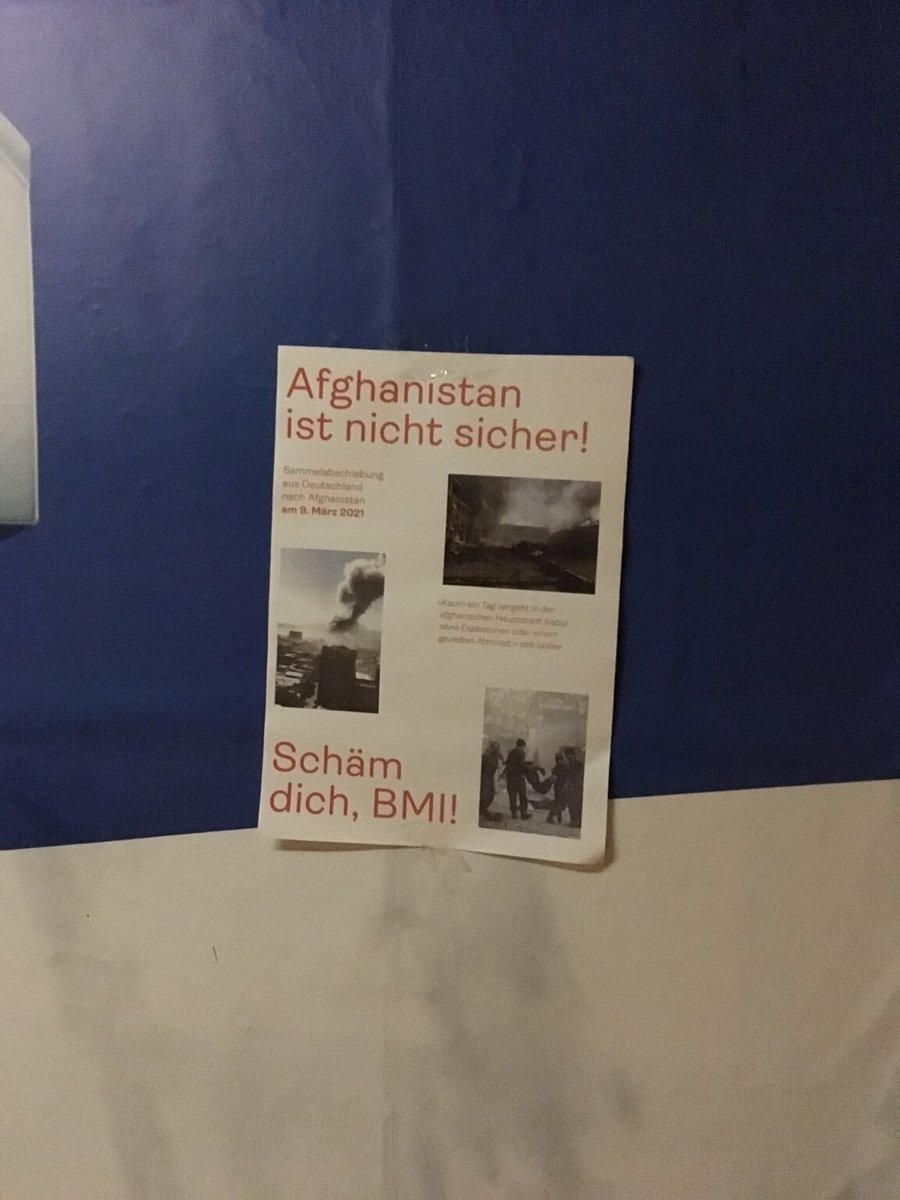 Afghanistan
ist nicht sicher!
Sammelabschiebung
aus Deutschland
nach Afghanistan
am 9. März 2021
»Kaum ein Tag vergeht in der
afghanischen Hauptstadt Kabul
ohne Explosionen oder einem
gezielten Attentat.« zeit online
Schäm
dich, BMI!